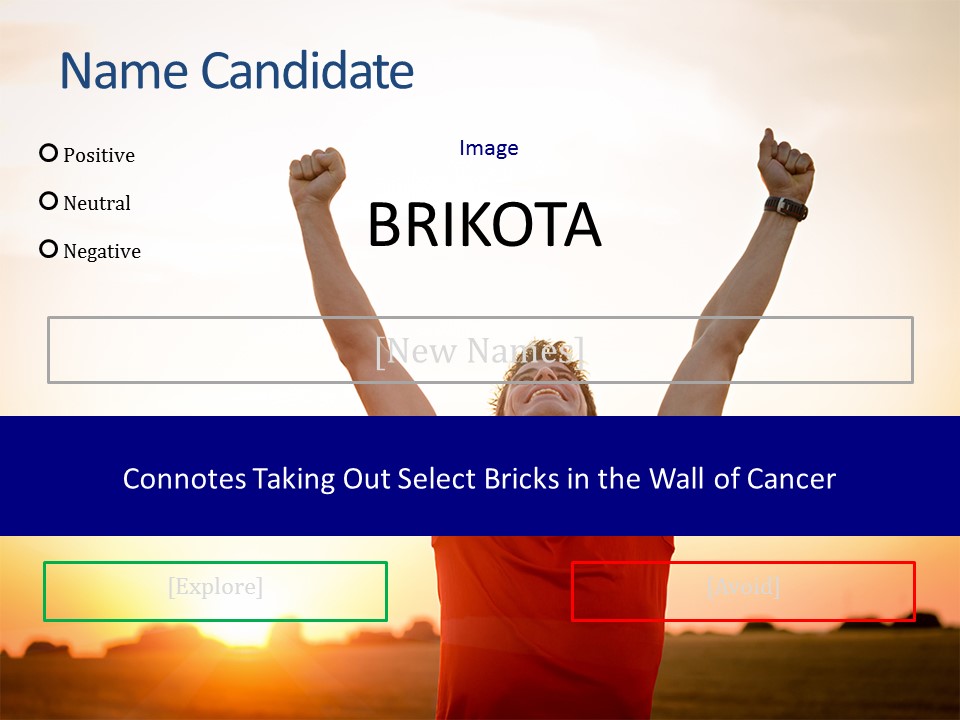 Name Candidate
Positive
Image
Neutral
BRIKOTA
Negative
[New Names]
Connotes Taking Out Select Bricks in the Wall of Cancer
[Explore]
[Avoid]